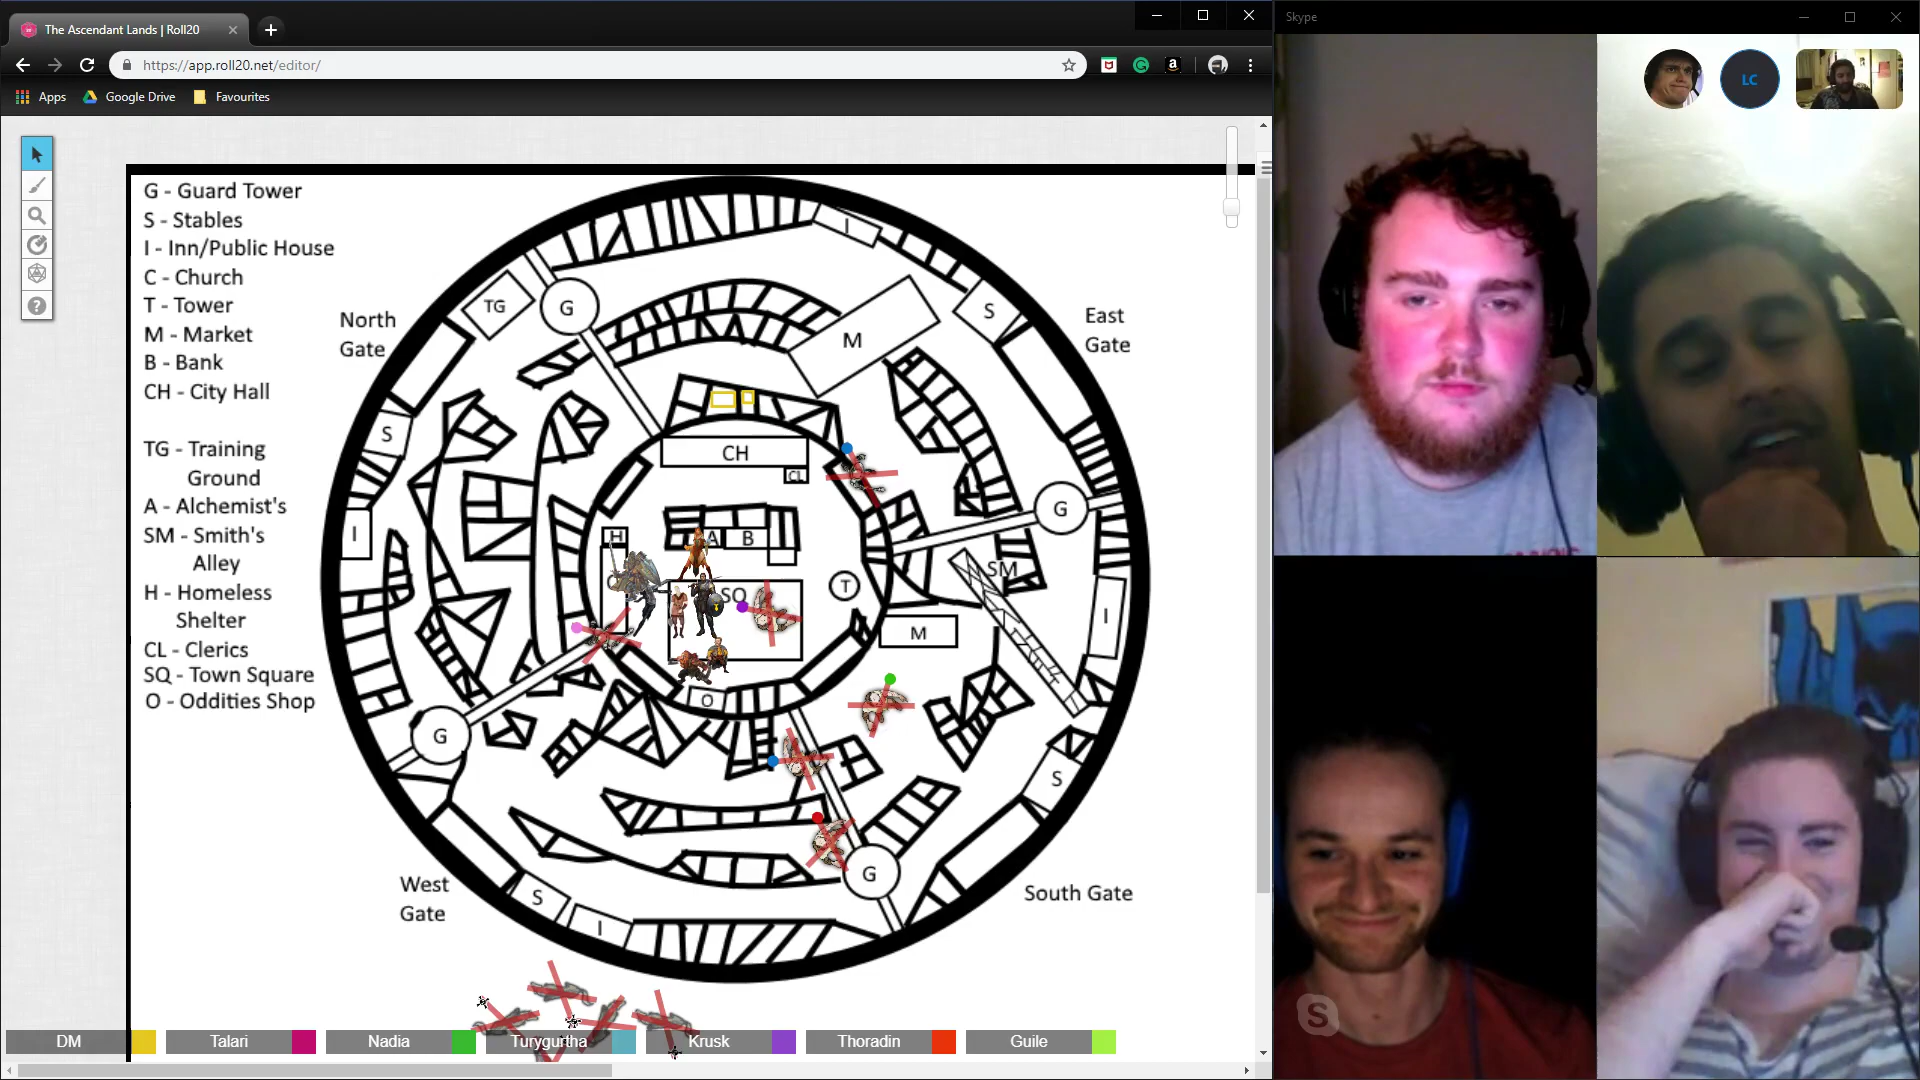 The Ascendant Lands | Roll20
https://app.roll20.net/editor/
Apps
Google Drive
Favourites
Skype
LC
G - Guard Tower
S - Stables
I - Inn/Public House
C - Church
T - Tower
M - Market
B - Bank
CH - City Hall
TG - Training
Ground
A - Alchemist's
SM - Smith's
Alley
H - Homeless
Shelter
CL - Clerics
SQ - Town Square
O - Oddities Shop
North
Gate
East
Gate
West
Gate
South Gate
I
TG
G
S
M
S
CH
CL
G
I
H
A
B
SM
SQ
T
I
M
O
G
S
G
S
I
DM
Talari
Nadia
Turygurtha
Krusk
Thoradin
Guile